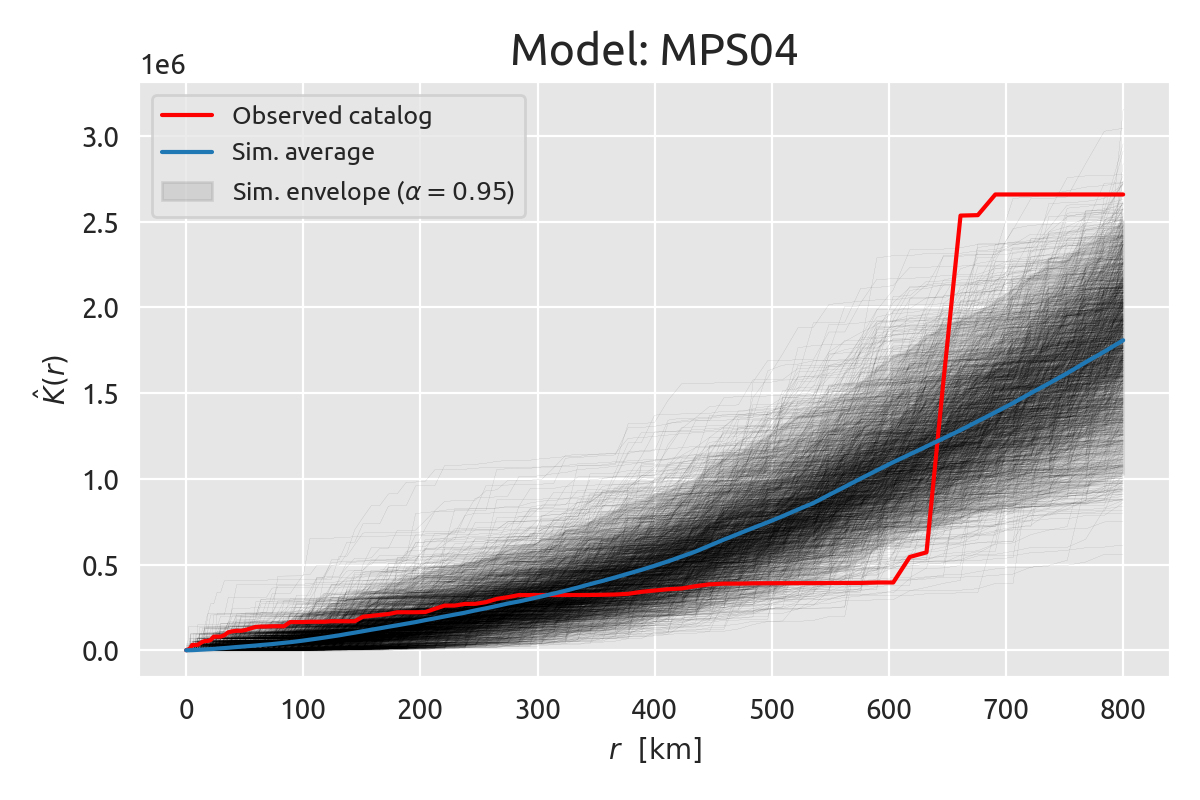 Model: MPS04
1e6
Observed catalog
Sim. average
Sim. envelope (α = 0.95)
3.0
2.5
2.0
1.5
1.0
0.5
0.0
K̂(r)
0 100 200 300 400 500 600 700 800
r [km]